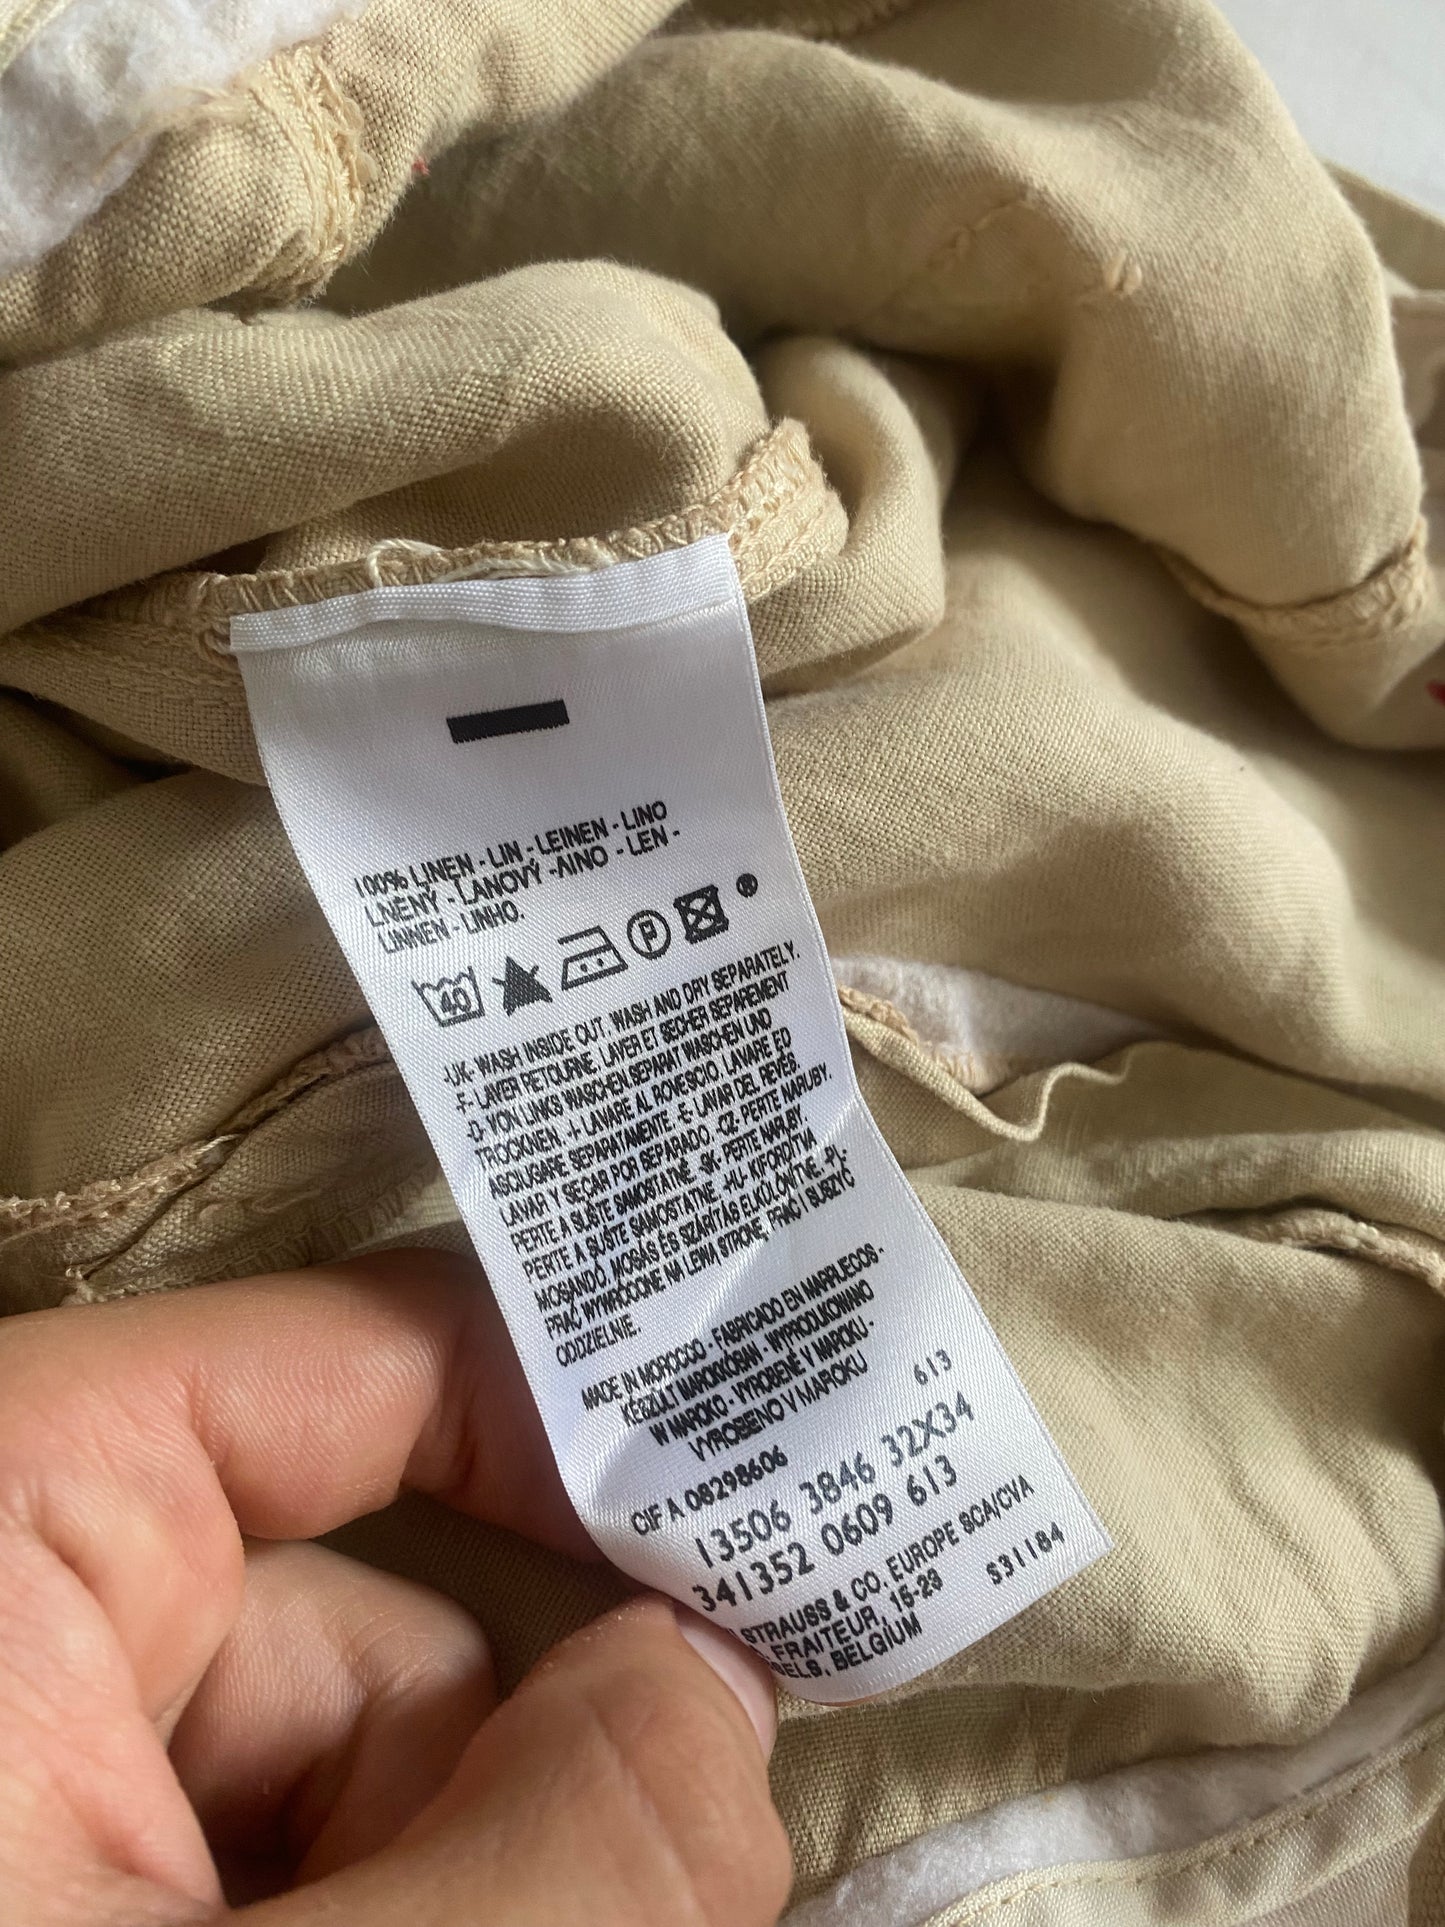 100% LINEN - LIN - LEINEN - LINO
LNĚNÝ - ĽANOVÝ - AINO - LEN -
LINNEN - LINHO.
40 P ®
-UK- WASH INSIDE OUT. WASH AND DRY SEPARATELY.
-F- LAVER RETOURNE. LAVER ET SECHER SEPAREMENT
-D- VON LINKS WASCHEN. SEPARAT WASCHEN UND
TROCKNEN. -I- LAVARE AL ROVESCIO. LAVARE ED
ASCIUGARE SEPARATAMENTE. -E- LAVAR DEL REVÉS.
LAVAR Y SECAR POR SEPARADO. -CZ- PERTE NARUBY.
PERTE A SUŠTE SAMOSTATNĚ. -SK- PERTE NARUBY.
PERTE A SUŠTE SAMOSTATNE. -HU- KIFORDÍTVA
MOSANDÓ. MOSÁS ÉS SZÁRÍTÁS ELKÜLÖNÍTVE. -PL-
PRAĆ WYWRÓCONE NA LEWĄ STRONĘ, PRAĆ I SUSZYĆ
ODDZIELNIE.
MADE IN MOROCCO - FABRICADO EN MARRUECOS -
KÉSZÜLT MAROKKÓBAN - WYPRODUKOWANO
W MAROKO - VYROBENÉ V MAROKU -
VYROBENO V MAROKU
613
CIF A 08298606
13506 3846 32X34
341352 0609 613
STRAUSS & CO. EUROPE SCA/CVA
FRAITEUR, 15-23
BELGIUM
S31184